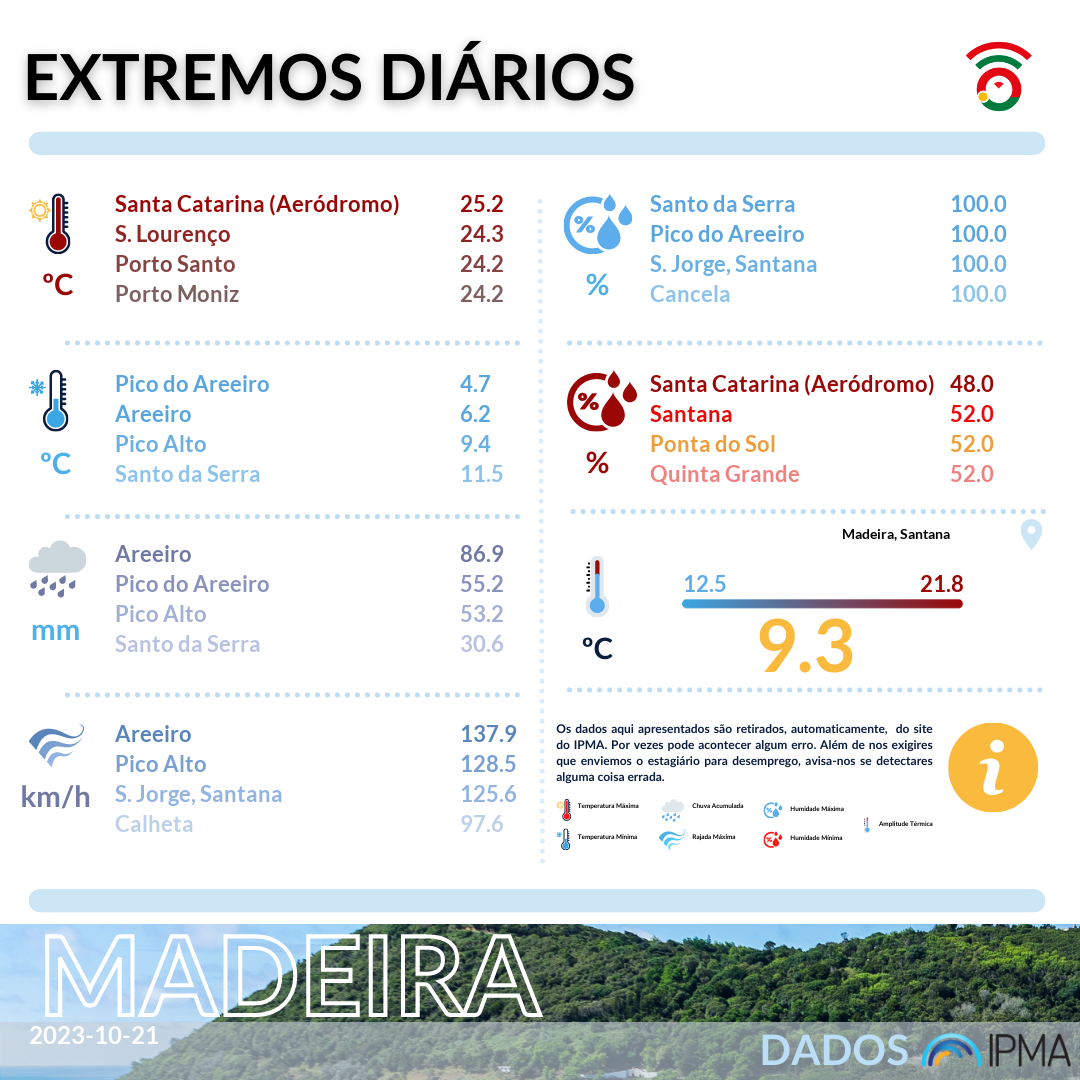 EXTREMOS DIÁRIOS
Santa Catarina (Aeródromo) 25.2
S. Lourenço 24.3
Porto Santo 24.2
Porto Moniz 24.2
ºC
Pico do Areeiro 4.7
Areeiro 6.2
Pico Alto 9.4
Santo da Serra 11.5
ºC
Areeiro 86.9
Pico do Areeiro 55.2
Pico Alto 53.2
Santo da Serra 30.6
mm
Areeiro 137.9
Pico Alto 128.5
S. Jorge, Santana 125.6
Calheta 97.6
km/h
%
Santo da Serra 100.0
Pico do Areeiro 100.0
S. Jorge, Santana 100.0
Cancela 100.0
%
%
Santa Catarina (Aeródromo) 48.0
Santana 52.0
Ponta do Sol 52.0
Quinta Grande 52.0
%
Madeira, Santana
12.5 21.8
9.3
ºC
Os dados aqui apresentados são retirados, automaticamente, do site
do IPMA. Por vezes pode acontecer algum erro. Além de nos exigires
que enviemos o estagiário para desemprego, avisa-nos se detectares
alguma coisa errada.
i
Temperatura Máxima Chuva Acumulada Humidade Máxima
Amplitude Térmica
Temperatura Mínima Rajada Máxima Humidade Mínima
MADEIRA
2023-10-21
DADOS IPMA